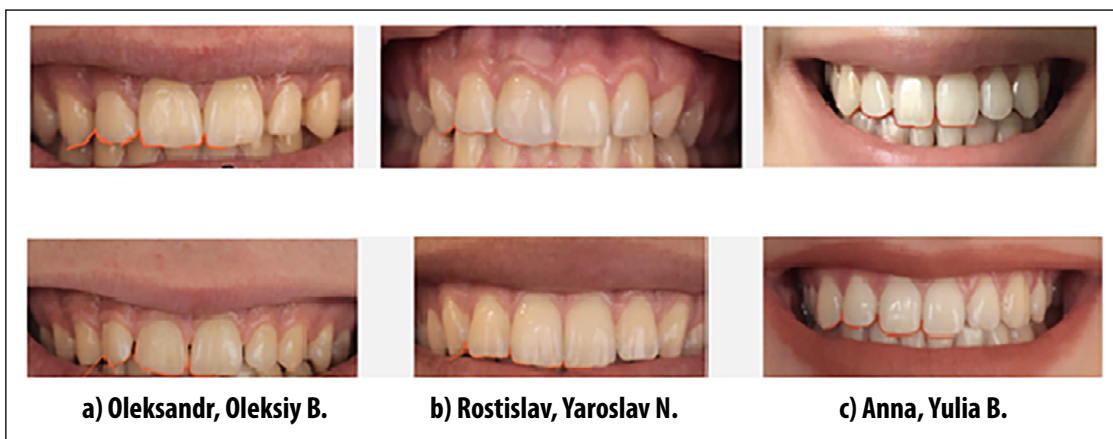 a) Oleksandr, Oleksiy B.
b) Rostislav, Yaroslav N.
c) Anna, Yulia B.